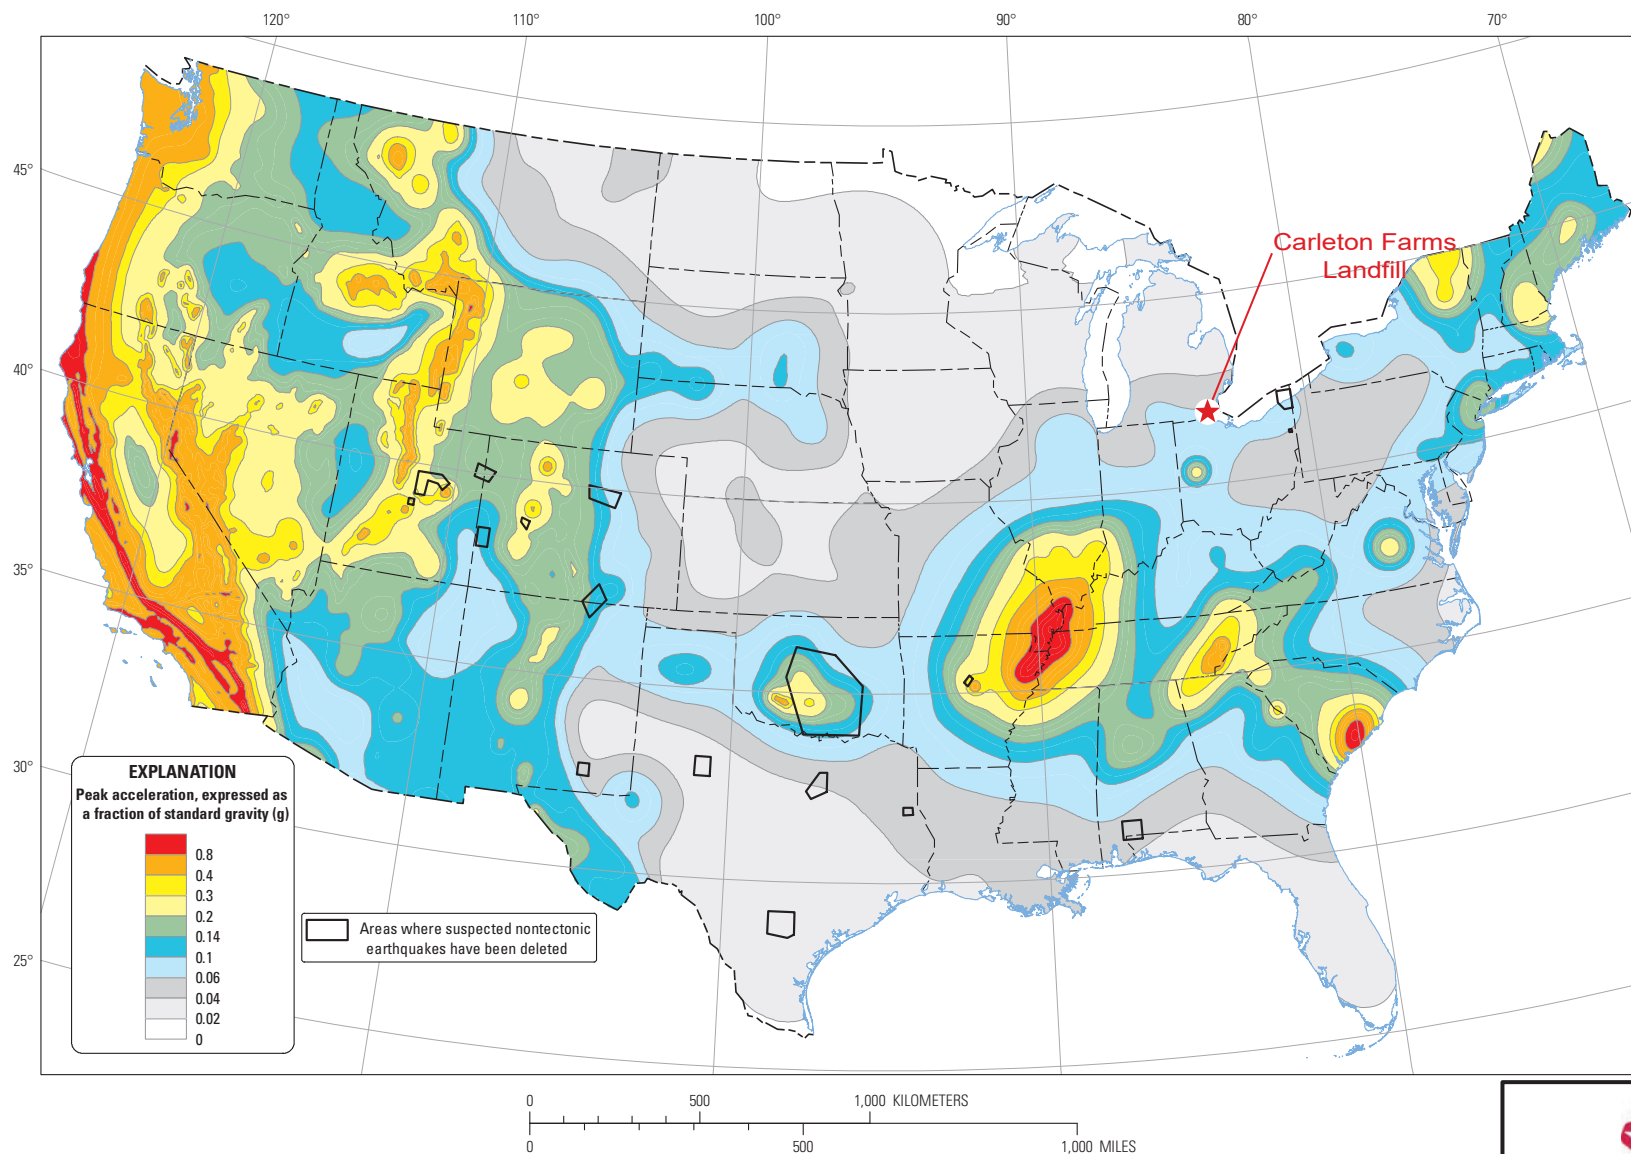 120°
110°
100°
90°
80°
70°
45°
40°
35°
30°
25°
Carleton Farms
Landfill
EXPLANATION
Peak acceleration, expressed as
a fraction of standard gravity (g)
0.8
0.4
0.3
0.2
0.14
0.1
0.06
0.04
0.02
0
Areas where suspected nontectonic
earthquakes have been deleted
0 500 1,000 KILOMETERS
0 500 1,000 MILES